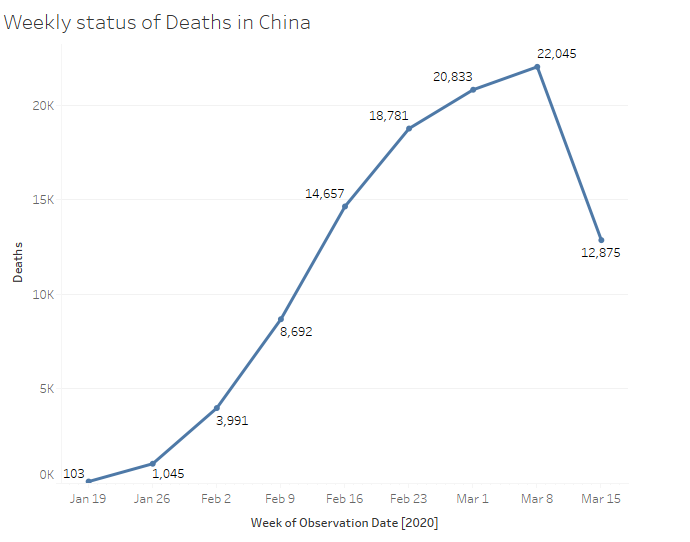 Weekly status of Deaths in China
22,045
20,833
20K
18,781
15K
14,657
12,875
Deaths
10K
8,692
5K
3,991
0K
103
1,045
Jan 19 Jan 26 Feb 2 Feb 9 Feb 16 Feb 23 Mar 1 Mar 8 Mar 15
Week of Observation Date [2020]